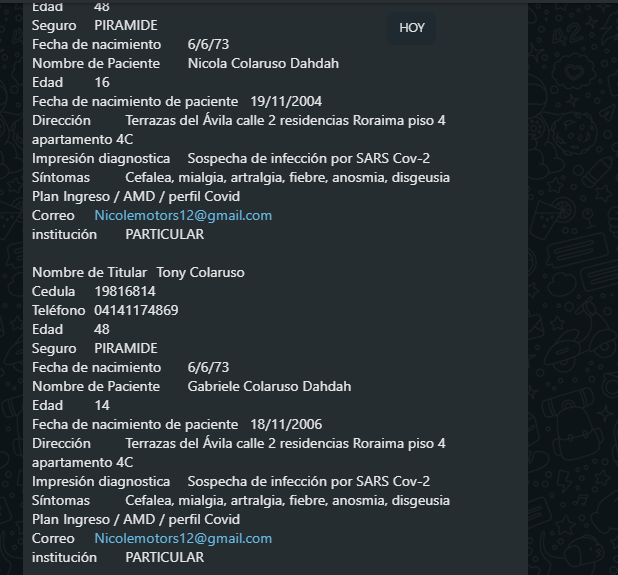 Edad 48
Seguro PIRAMIDE
HOY
Fecha de nacimiento 6/6/73
Nombre de Paciente Nicola Colaruso Dahdah
Edad 16
Fecha de nacimiento de paciente 19/11/2004
Dirección Terrazas del Ávila calle 2 residencias Roraima piso 4
apartamento 4C
Impresión diagnostica Sospecha de infección por SARS Cov-2
Síntomas Cefalea, mialgia, artralgia, fiebre, anosmia, disgeusia
Plan Ingreso / AMD / perfil Covid
Correo Nicolemotors12@gmail.com
institución PARTICULAR
Nombre de Titular Tony Colaruso
Cedula 19816814
Teléfono 04141174869
Edad 48
Seguro PIRAMIDE
Fecha de nacimiento 6/6/73
Nombre de Paciente Gabriele Colaruso Dahdah
Edad 14
Fecha de nacimiento de paciente 18/11/2006
Dirección Terrazas del Ávila calle 2 residencias Roraima piso 4
apartamento 4C
Impresión diagnostica Sospecha de infección por SARS Cov-2
Síntomas Cefalea, mialgia, artralgia, fiebre, anosmia, disgeusia
Plan Ingreso / AMD / perfil Covid
Correo Nicolemotors12@gmail.com
institución PARTICULAR